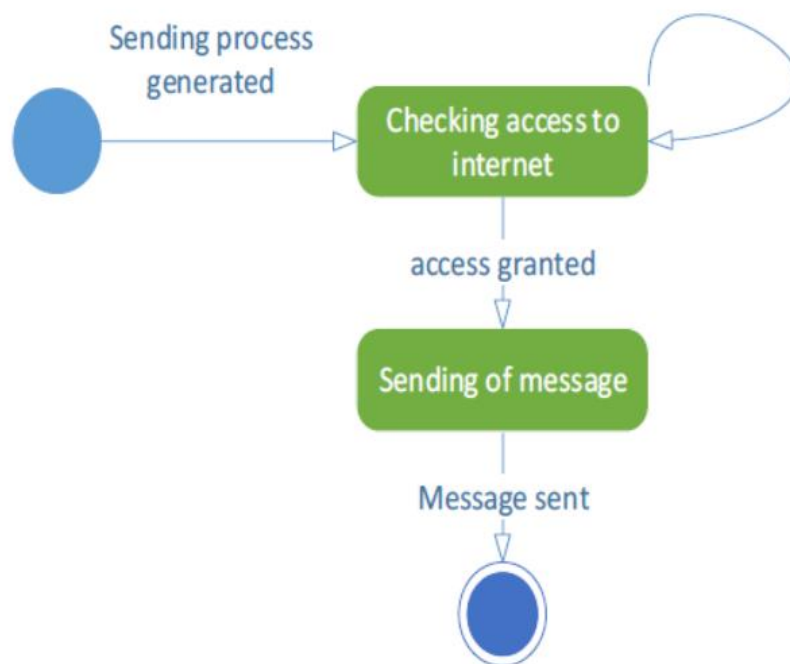 Sending process
generated
Checking access to
internet
access granted
Sending of message
Message sent